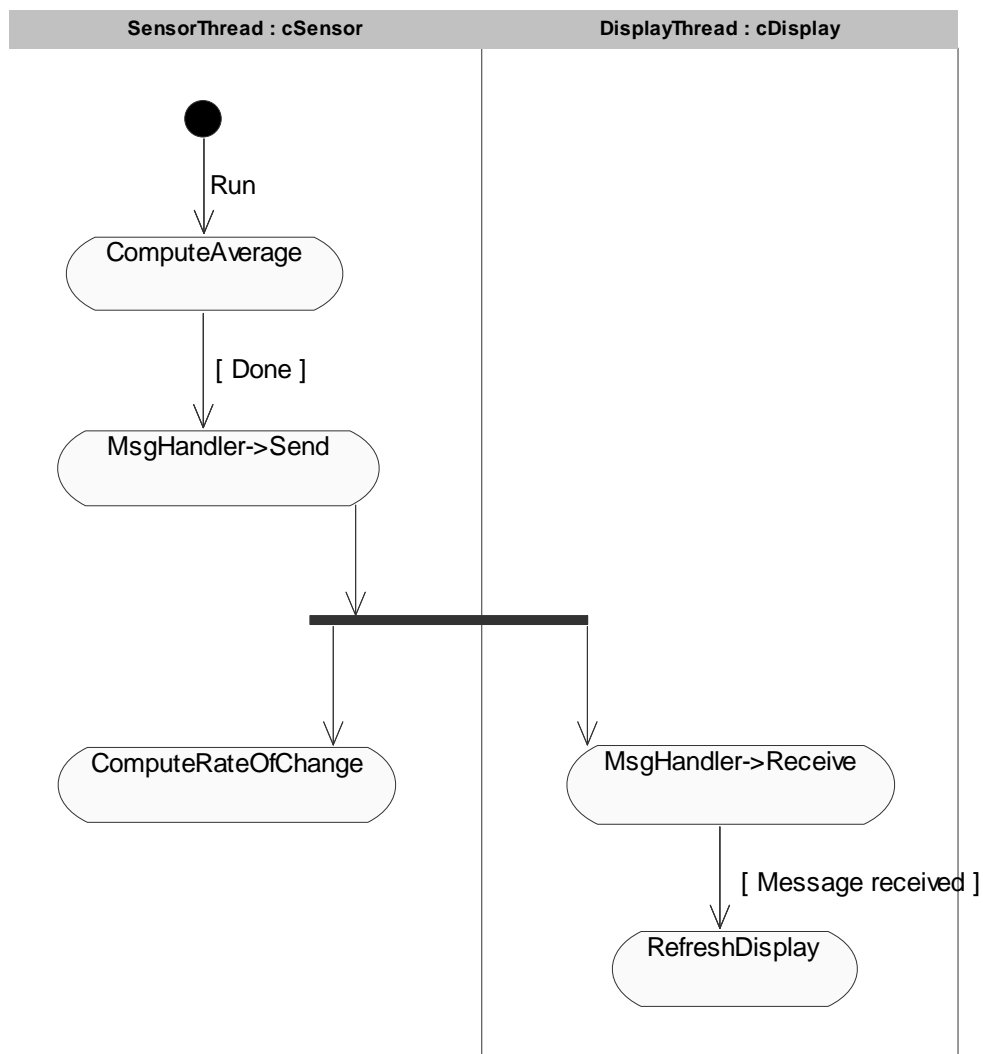 SensorThread : cSensor
DisplayThread : cDisplay
Run
ComputeAverage
[ Done ]
MsgHandler->Send
ComputeRateOfChange
MsgHandler->Receive
[ Message received ]
RefreshDisplay